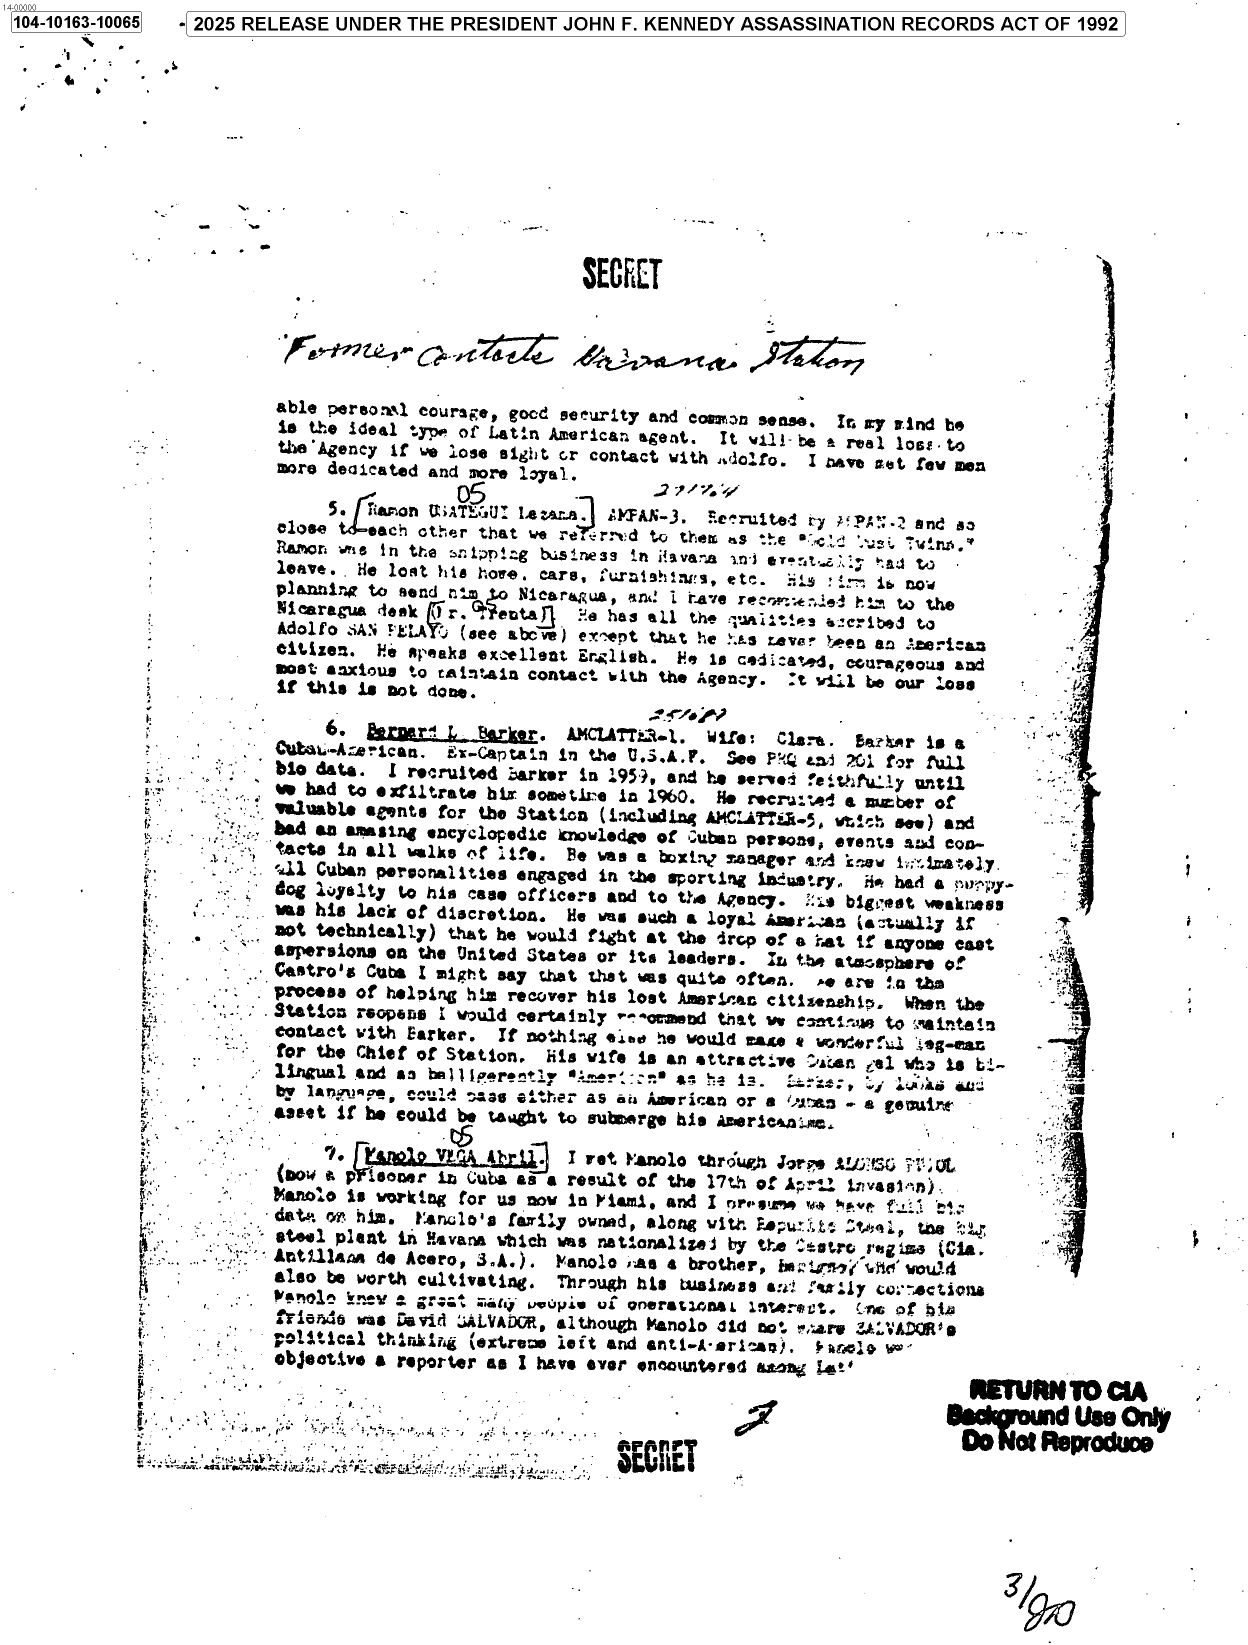 14-00000
104-10163-10065
- 2025 RELEASE UNDER THE PRESIDENT JOHN F. KENNEDY ASSASSINATION RECORDS ACT OF 1992
SECRET
Former Contacts Havana Station
able personal courage, good security and common sense. In my mind he
is the ideal type of Latin American agent. It will be a real loss to
the Agency if we lose sight or contact with Adolfo. I have met few men
more dedicated and more loyal.
05
5. [Ramon USATEGUI Lezama.] AMPAN-3. Recruited by AMPAN-2 and so
close to each other that we referred to them as the "Gold Dust Twins."
Ramon was in the shipping business in Havana and eventually had to
leave. He lost his home, cars, furnishings, etc. His firm is now
planning to send him to Nicaragua, and I have recommended him to the
Nicaragua desk
He has all the qualities ascribed to
Adolfo SAN PELAYO (see above) except that he has never been an American
citizen. He speaks excellent English. He is dedicated, courageous and
most anxious to maintain contact with the Agency. It will be our loss
if this is not done.
6. Bernard L. Barker. AMCLATTER-1. Wife: Clara. Barker is a
Cuban-American. Ex-Captain in the U.S.A.F. See PRQ and 201 for full
bio data. I recruited Barker in 1959, and he served feithfully until
we had to exfiltrate him sometime in 1960. He recruited a number of
valuable agents for the Station (including AMCLATTER-5, which see) and
had an amasing encyclopedic knowledge of Cuban persons, events and con-
tacts in all walks of life. He was a boxing manager and knew intimately
all Cuban personalities engaged in the sporting industry. He had a puppy-
dog loyalty to his case officers and to the Agency. His biggest weakness
was his lack of discretion. He was such a loyal American (actually if
not technically) that he would fight at the drop of a hat if anyone cast
aspersions on the United States or its leaders. In the atmosphere of
Castro's Cuba I might say that that was quite often. We are in the
process of helping him recover his lost American citizenship. When the
Station reopens I would certainly recommend that we continue to maintain
contact with Barker. If nothing else he would make a wonderful leg-man
for the Chief of Station. His wife is an attractive Cuban gal who is bi-
lingual and as belligerently "American" as he is. Barker, by looks and
by language, could pass either as an American or a Cuban - a genuine
asset if he could be taught to submerge his Americanism.
05
7. [Manolo VEGA Abril.] I met Manolo through Jorge ALONSO PUJOL
(now a prisoner in Cuba as a result of the 17th of April invasion).
Manolo is working for us now in Miami, and I presume we have full bio
data on him. Manolo's family owned, along with Republic Steel, the big
steel plant in Havana which was nationalized by the Castro regime (Cia.
Antillana de Acero, S.A.). Manolo has a brother, Benigno, who would
also be worth cultivating. Through his business and family connections
Manolo knew a great many people of operational interest. One of his
friends was David SALVADOR, although Manolo did not share SALVADOR's
political thinking (extreme left and anti-American). Manolo
objective a reporter as I have ever encountered among
SECRET
RETURN TO CIA
Background Use Only
Do Not Reproduce
3/80